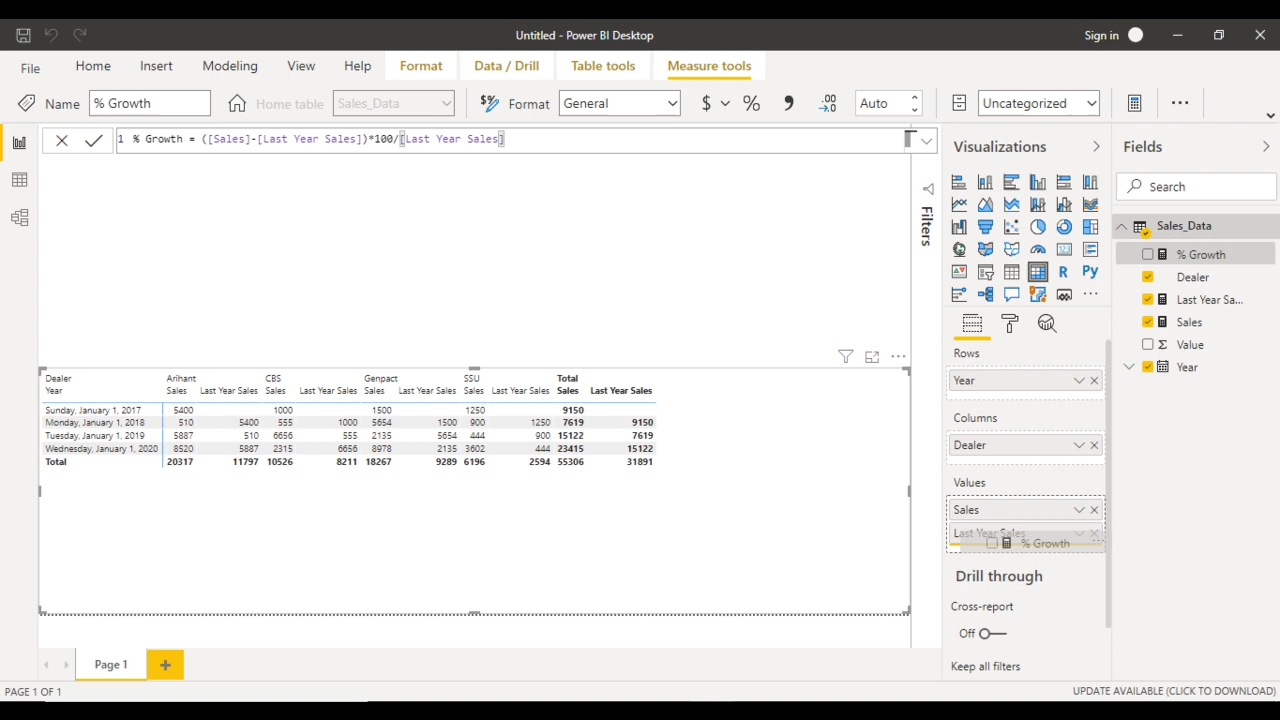 Untitled - Power BI Desktop
Sign in
File Home Insert Modeling View Help Format Data / Drill Table tools Measure tools
Name % Growth Home table Sales_Data Format General $ % Auto Uncategorized
1 % Growth = ([Sales]-[Last Year Sales])*100/[Last Year Sales]
Filters
Dealer Arihant CBS Genpact SSU Total
Year Sales Last Year Sales Sales Last Year Sales Sales Last Year Sales Sales Last Year Sales Sales Last Year Sales
Sunday, January 1, 2017 5400 1000 1500 1250 9150
Monday, January 1, 2018 510 5400 555 1000 5654 1500 900 1250 7619 9150
Tuesday, January 1, 2019 5887 510 6656 555 2135 5654 444 900 15122 7619
Wednesday, January 1, 2020 8520 5887 2315 6656 8978 2135 3602 444 23415 15122
Total 20317 11797 10526 8211 18267 9289 6196 2594 55306 31891
Visualizations
R Py
123
Rows
Year
Columns
Dealer
Values
Sales
Last Year Sales
% Growth
Drill through
Cross-report
Off
Keep all filters
Fields
Search
Sales_Data
% Growth
Dealer
Last Year Sa...
Sales
Σ Value
Year
Page 1
PAGE 1 OF 1
UPDATE AVAILABLE (CLICK TO DOWNLOAD)